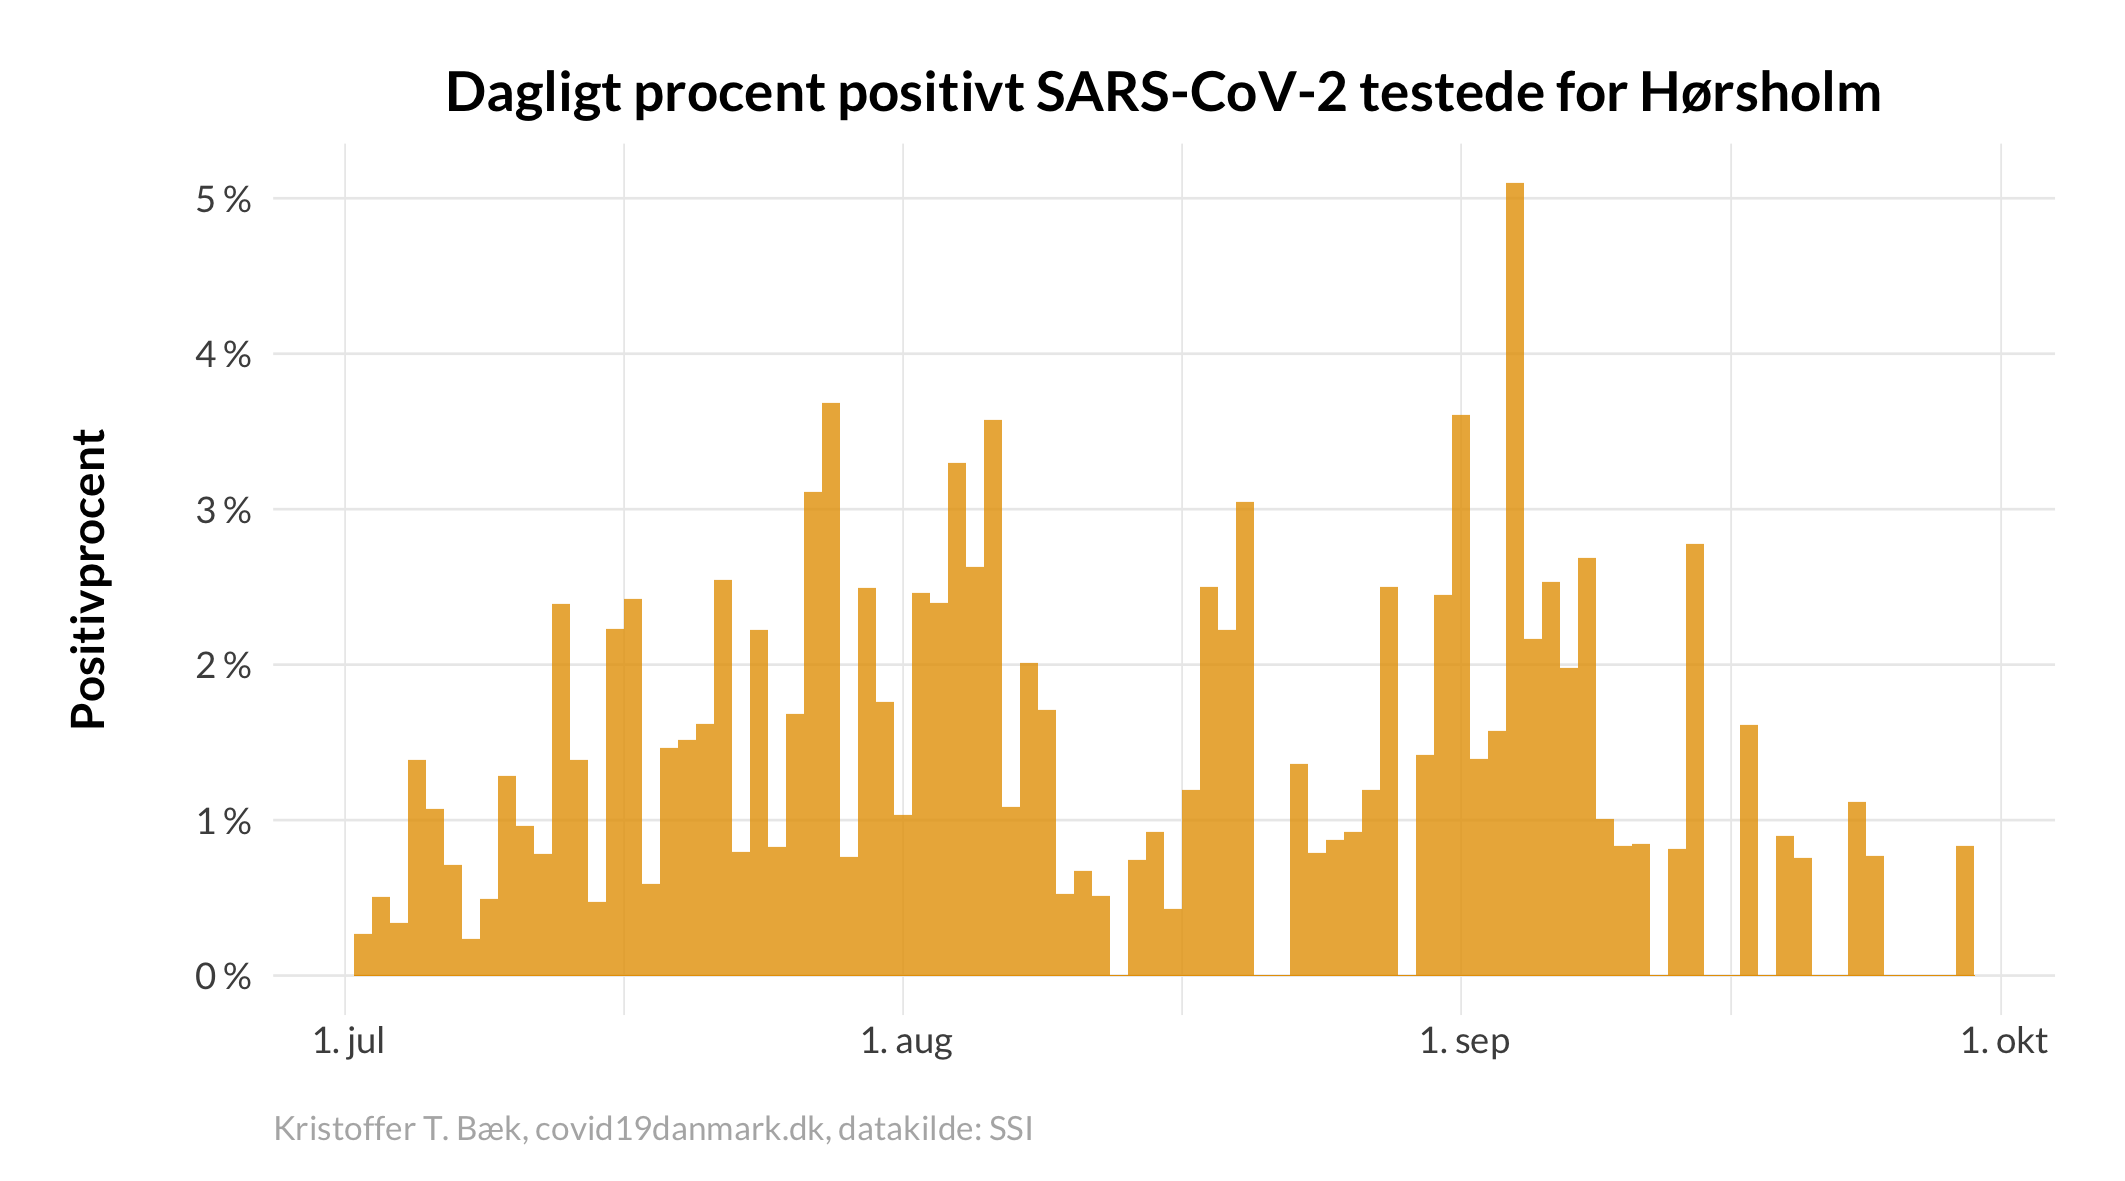 Dagligt procent positivt SARS-CoV-2 testede for Hørsholm
Positivprocent
5 %
4 %
3 %
2 %
1 %
0 %
1. jul
1. aug
1. sep
1. okt
Kristoffer T. Bæk, covid19danmark.dk, datakilde: SSI